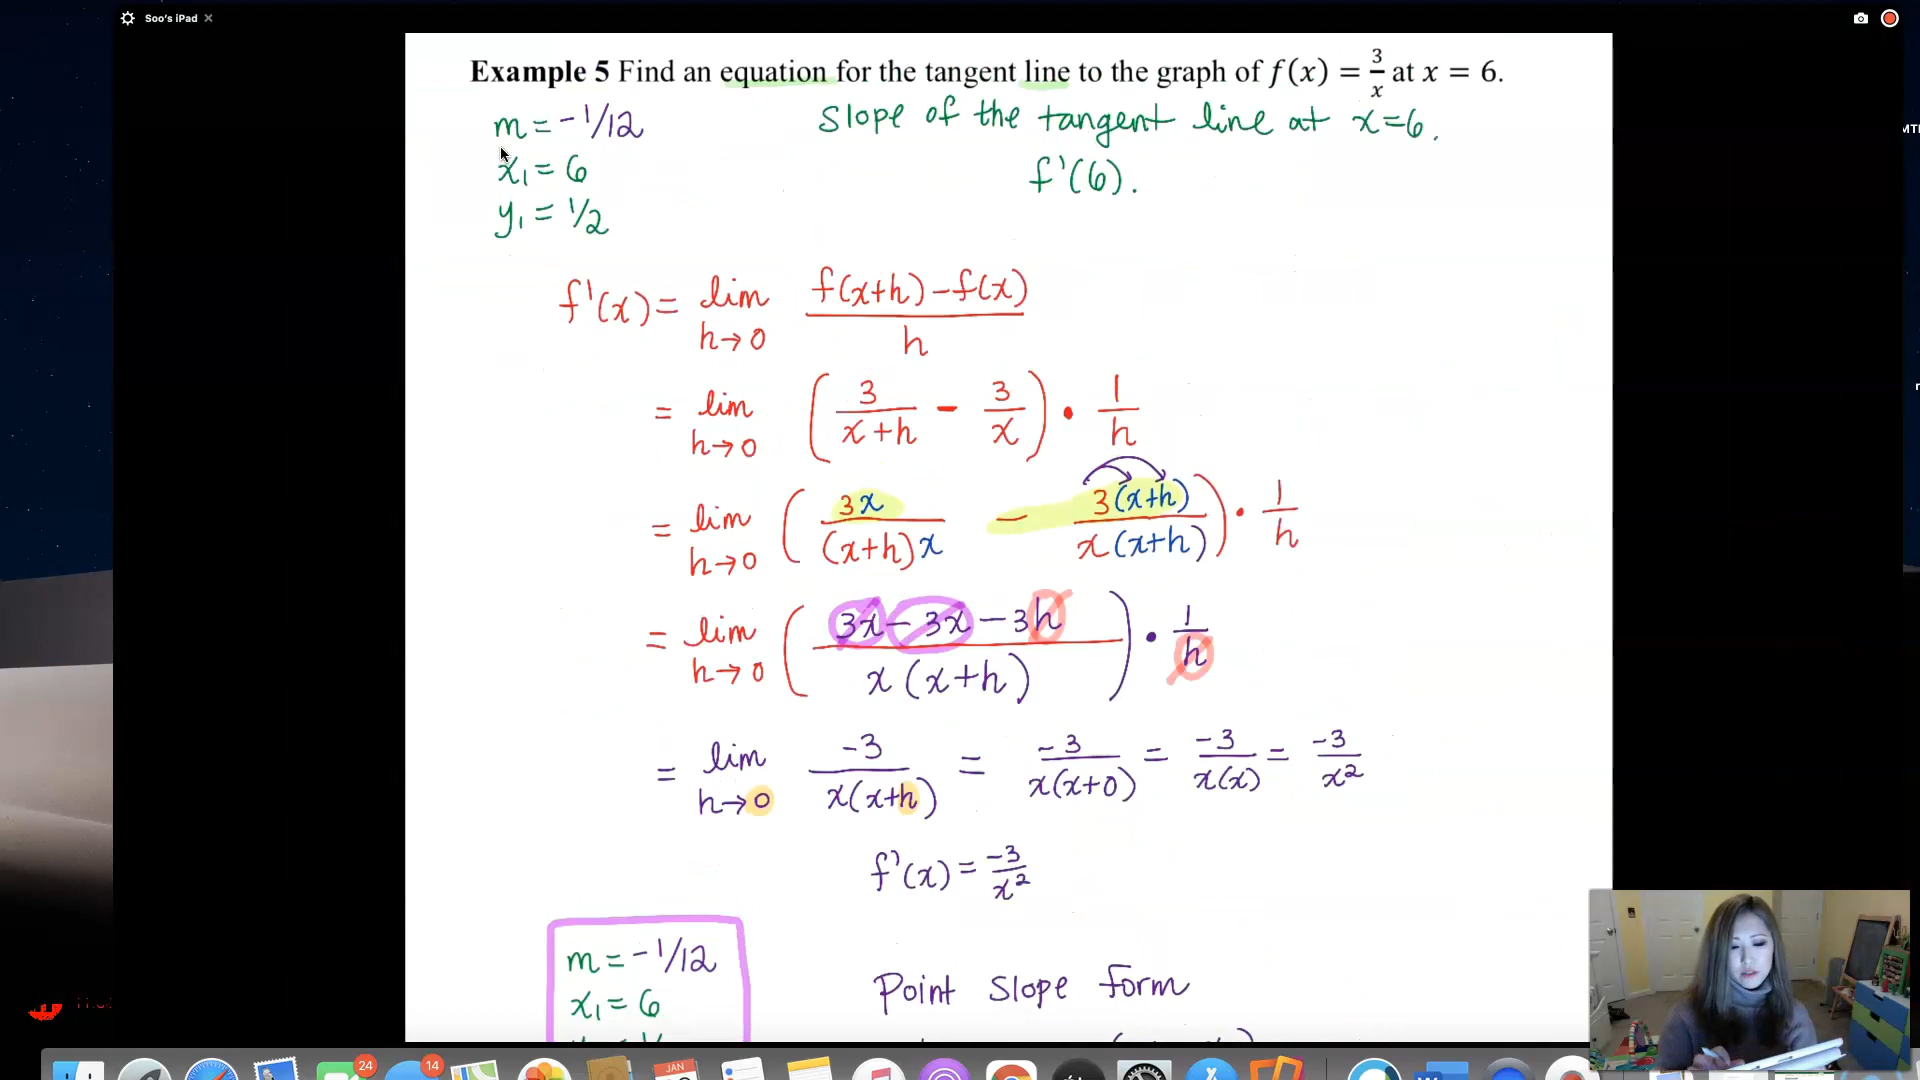 Soo's iPad ×
Example 5 Find an equation for the tangent line to the graph of f(x) = 3/x at x = 6.
m = -1/12
slope of the tangent line at x=6.
x₁ = 6
f'(6).
y₁ = 1/2
f'(x) = lim h→0 (f(x+h) - f(x))/h
= lim h→0 (3/(x+h) - 3/x) • 1/h
= lim h→0 (3x/((x+h)x) - 3(x+h)/(x(x+h))) • 1/h
= lim h→0 ((3x - 3x - 3h)/(x(x+h))) • 1/h
= lim h→0 -3/(x(x+h)) = -3/(x(x+0)) = -3/(x(x)) = -3/x²
f'(x) = -3/x²
m = -1/12
Point Slope form
x₁ = 6
24
14
JAN